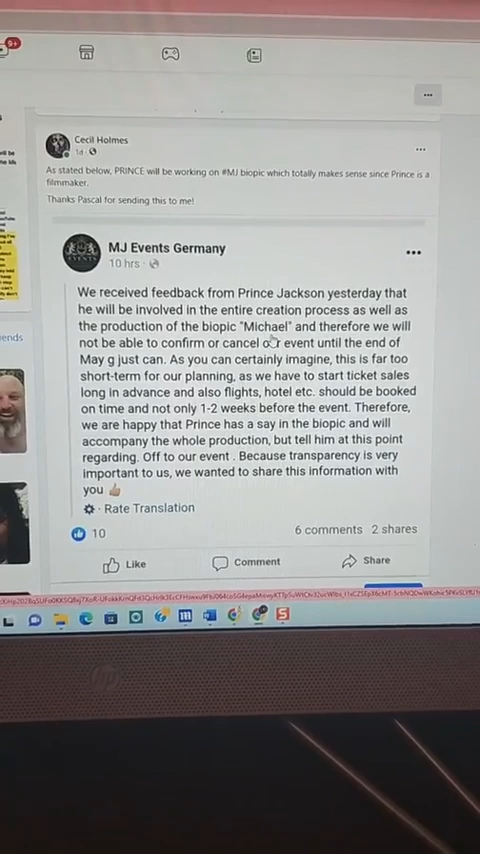 9+
Cecil Holmes
1d
As stated below, PRINCE will be working on #MJ biopic which totally makes sense since Prince is a
filmmaker.
Thanks Pascal for sending this to me!
MJ Events Germany
EVENTS
10 hrs
We received feedback from Prince Jackson yesterday that
he will be involved in the entire creation process as well as
the production of the biopic "Michael" and therefore we will
not be able to confirm or cancel our event until the end of
May g just can. As you can certainly imagine, this is far too
short-term for our planning, as we have to start ticket sales
long in advance and also flights, hotel etc. should be booked
on time and not only 1-2 weeks before the event. Therefore,
we are happy that Prince has a say in the biopic and will
accompany the whole production, but tell him at this point
regarding. Off to our event . Because transparency is very
important to us, we wanted to share this information with
you 👍🏼
Rate Translation
10
6 comments 2 shares
Like
Comment
Share
ends
hp